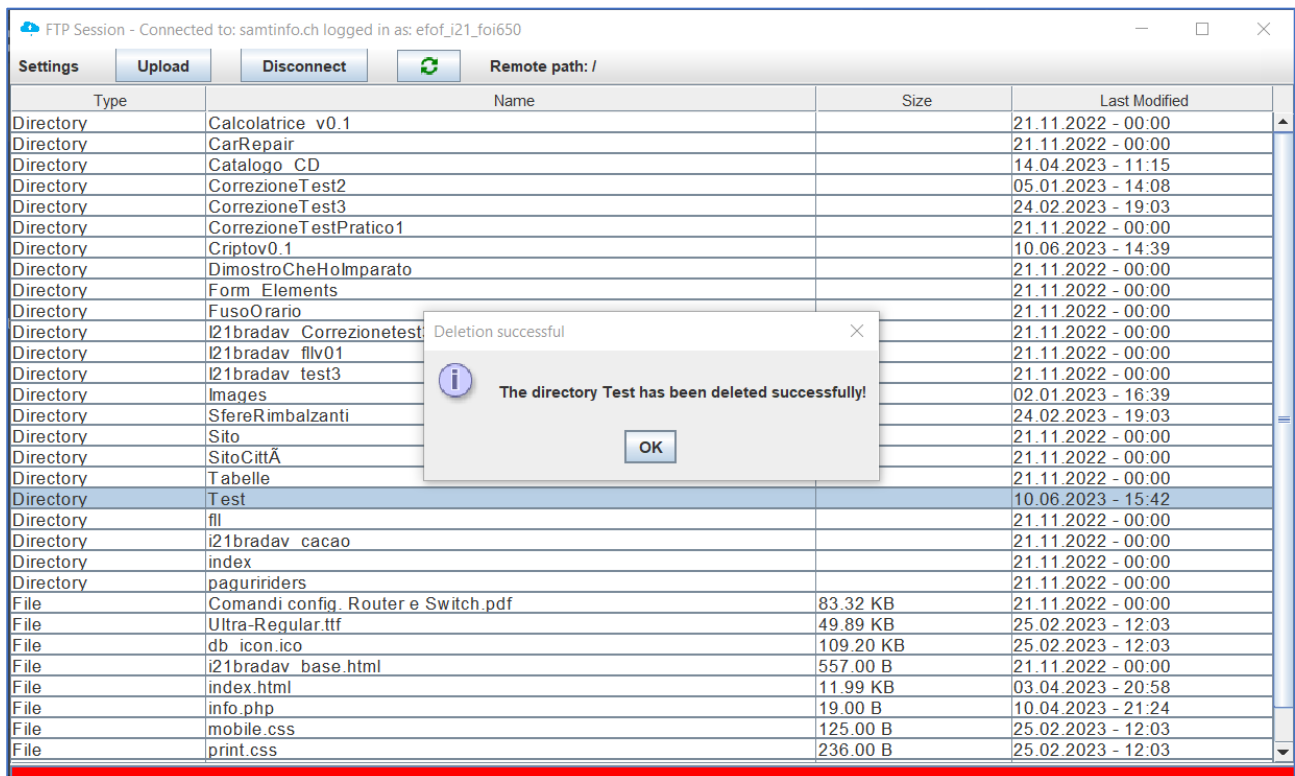 FTP Session - Connected to: samtinfo.ch logged in as: efof_i21_foi650
Settings Upload Disconnect Remote path: /
Type Name Size Last Modified
Directory Calcolatrice_v0.1 21.11.2022 - 00:00
Directory CarRepair 21.11.2022 - 00:00
Directory Catalogo_CD 14.04.2023 - 11:15
Directory CorrezioneTest2 05.01.2023 - 14:08
Directory CorrezioneTest3 24.02.2023 - 19:03
Directory CorrezioneTestPratico1 21.11.2022 - 00:00
Directory Criptov0.1 10.06.2023 - 14:39
Directory DimostroCheHoImparato 21.11.2022 - 00:00
Directory Form_Elements 21.11.2022 - 00:00
Directory FusoOrario 21.11.2022 - 00:00
Directory I21bradav_Correzionetest 21.11.2022 - 00:00
Directory I21bradav_fllv01 21.11.2022 - 00:00
Directory I21bradav_test3 21.11.2022 - 00:00
Directory Images 02.01.2023 - 16:39
Directory SfereRimbalzanti 24.02.2023 - 19:03
Directory Sito 21.11.2022 - 00:00
Directory SitoCittÃ 21.11.2022 - 00:00
Directory Tabelle 21.11.2022 - 00:00
Directory Test 10.06.2023 - 15:42
Directory fll 21.11.2022 - 00:00
Directory i21bradav_cacao 21.11.2022 - 00:00
Directory index 21.11.2022 - 00:00
Directory paguririders 21.11.2022 - 00:00
File Comandi config. Router e Switch.pdf 83.32 KB 21.11.2022 - 00:00
File Ultra-Regular.ttf 49.89 KB 25.02.2023 - 12:03
File db_icon.ico 109.20 KB 25.02.2023 - 12:03
File i21bradav_base.html 557.00 B 21.11.2022 - 00:00
File index.html 11.99 KB 03.04.2023 - 20:58
File info.php 19.00 B 10.04.2023 - 21:24
File mobile.css 125.00 B 25.02.2023 - 12:03
File print.css 236.00 B 25.02.2023 - 12:03
Deletion successful
The directory Test has been deleted successfully!
OK